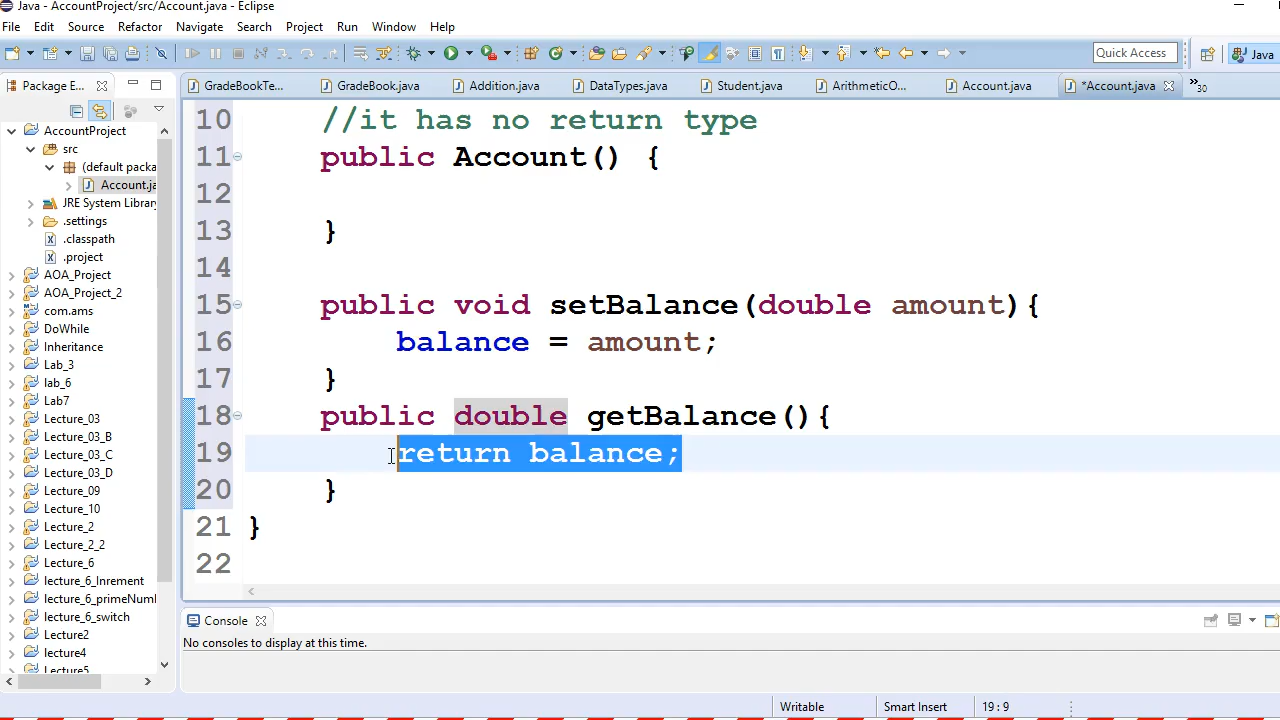 Java - AccountProject/src/Account.java - Eclipse
File Edit Source Refactor Navigate Search Project Run Window Help
Quick Access
Java
Package E...
GradeBookTe...
GradeBook.java
Addition.java
DataTypes.java
Student.java
ArithmeticO...
Account.java
*Account.java
»30
AccountProject
src
(default packa
Account.ja
JRE System Library
.settings
.classpath
.project
AOA_Project
AOA_Project_2
com.ams
DoWhile
Inheritance
Lab_3
lab_6
Lab7
Lecture_03
Lecture_03_B
Lecture_03_C
Lecture_03_D
Lecture_09
Lecture_10
Lecture_2
Lecture_2_2
Lecture_6
lecture_6_Inrement
lecture_6_primeNuml
lecture_6_switch
Lecture2
lecture4
Lecture5
10 //it has no return type
11 public Account() {
12
13 }
14
15 public void setBalance(double amount){
16 balance = amount;
17 }
18 public double getBalance(){
19 return balance;
20 }
21 }
22
Console
No consoles to display at this time.
Writable
Smart Insert
19 : 9